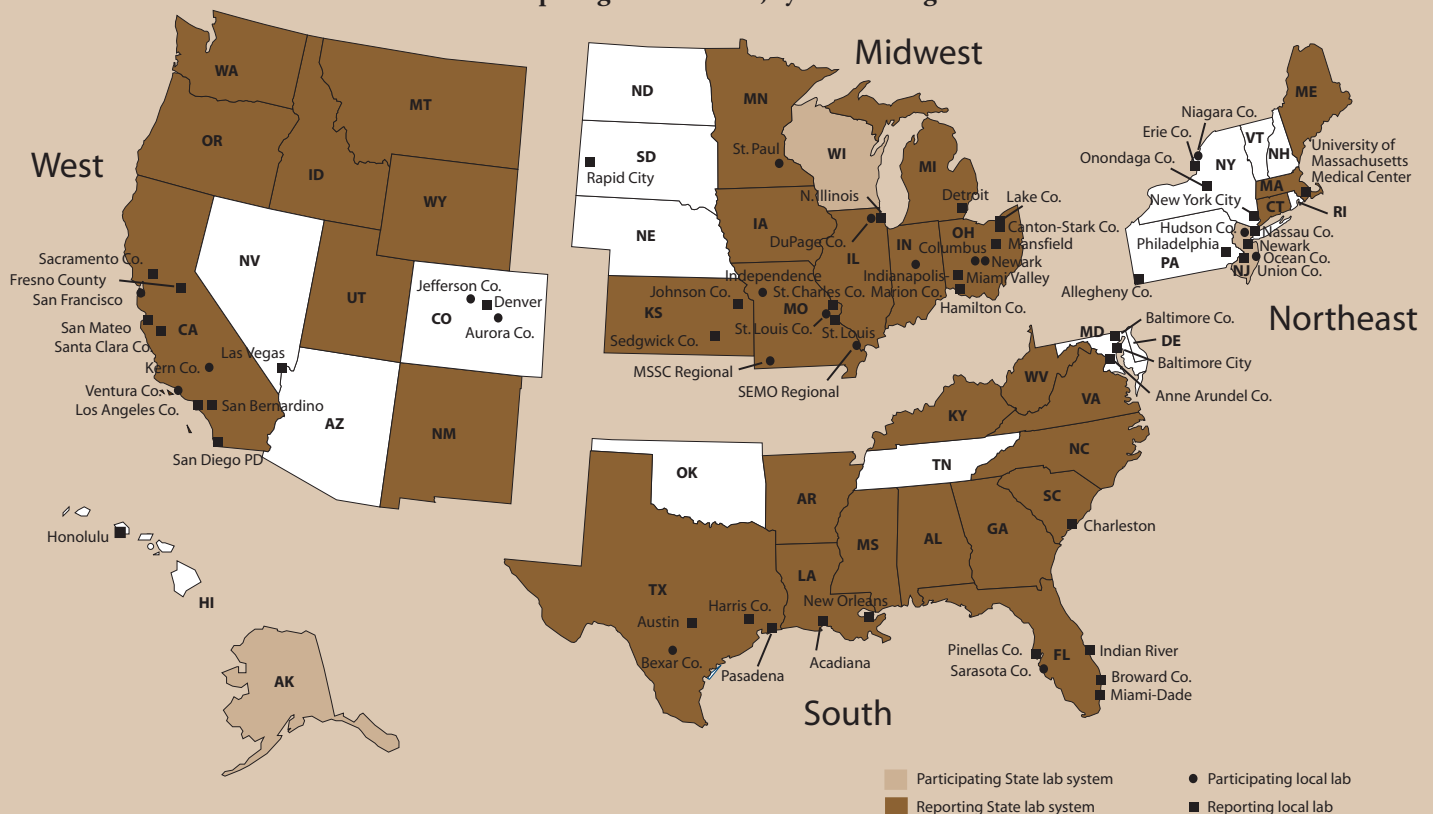 Midwest
West
Northeast
South
WA
MT
OR
ID
WY
NV
UT
CA
CO
AZ
NM
HI
AK
Sacramento Co.
Fresno County
San Francisco
San Mateo
Santa Clara Co.
Kern Co.
Las Vegas
Ventura Co.
Los Angeles Co.
San Bernardino
San Diego PD
Jefferson Co.
Denver
Aurora Co.
Honolulu
ND
SD
Rapid City
NE
KS
MN
St. Paul
IA
MO
WI
IL
MI
IN
OH
N.Illinois
DuPage Co.
Detroit
Lake Co.
Canton-Stark Co.
Mansfield
Columbus
Newark
Miami Valley
Indianapolis-
Marion Co.
Hamilton Co.
Independence
Johnson Co.
St. Charles Co.
St. Louis Co.
St. Louis
Sedgwick Co.
MSSC Regional
SEMO Regional
ME
VT
NH
NY
MA
CT
RI
PA
NJ
Niagara Co.
Erie Co.
Onondaga Co.
New York City
University of
Massachusetts
Medical Center
Hudson Co.
Nassau Co.
Philadelphia
Newark
Ocean Co.
Union Co.
Allegheny Co.
MD
DE
Baltimore Co.
Baltimore City
Anne Arundel Co.
WV
VA
KY
NC
TN
SC
Charleston
OK
AR
MS
AL
GA
TX
LA
FL
Austin
Harris Co.
New Orleans
Bexar Co.
Pasadena
Acadiana
Pinellas Co.
Sarasota Co.
Indian River
Broward Co.
Miami-Dade
Participating State lab system
Participating local lab
Reporting State lab system
Reporting local lab